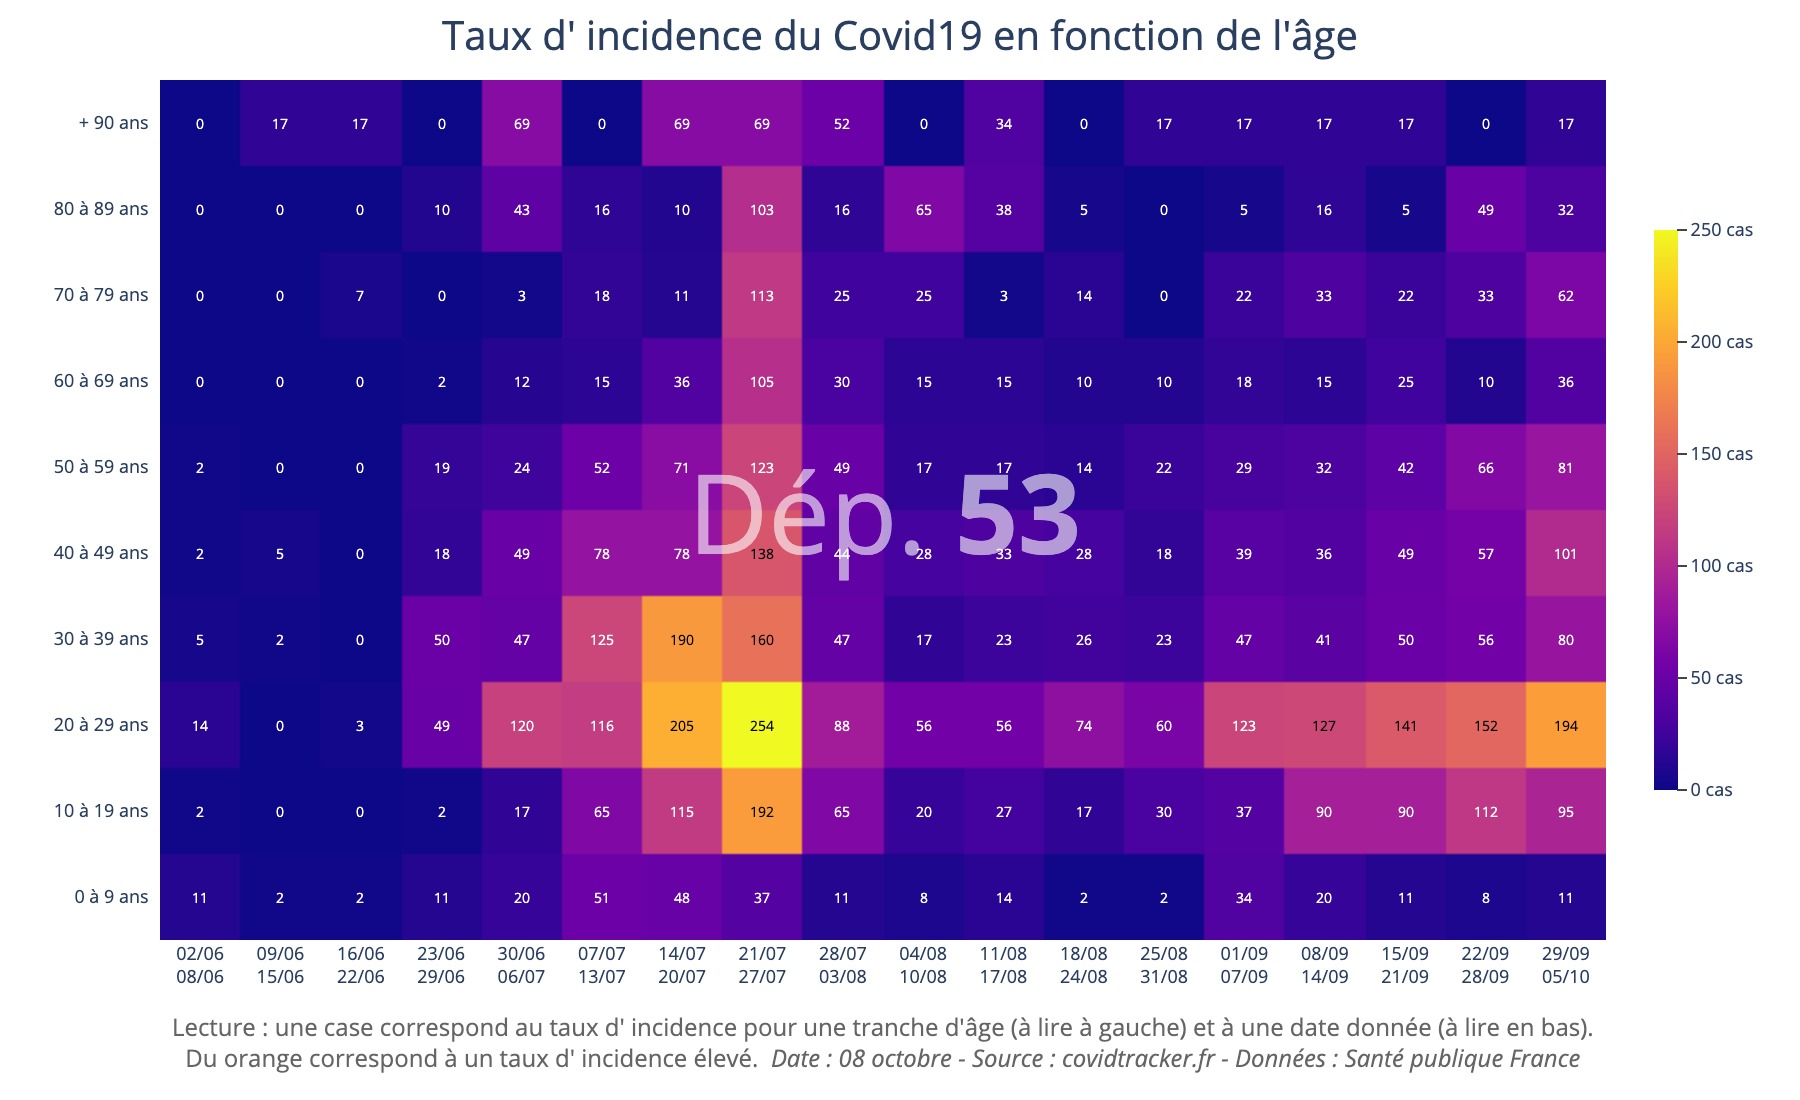 Taux d' incidence du Covid19 en fonction de l'âge
+ 90 ans 0 17 17 0 69 0 69 69 52 0 34 0 17 17 17 17 0 17
80 à 89 ans 0 0 0 10 43 16 10 103 16 65 38 5 0 5 16 5 49 32
250 cas
70 à 79 ans 0 0 7 0 3 18 11 113 25 25 3 14 0 22 33 22 33 62
200 cas
60 à 69 ans 0 0 0 2 12 15 36 105 30 15 15 10 10 18 15 25 10 36
150 cas
50 à 59 ans 2 0 0 19 24 52 71 123 49 17 17 14 22 29 32 42 66 81
Dép. 53
40 à 49 ans 2 5 0 18 49 78 78 138 44 28 33 28 18 39 36 49 57 101
100 cas
30 à 39 ans 5 2 0 50 47 125 190 160 47 17 23 26 23 47 41 50 56 80
50 cas
20 à 29 ans 14 0 3 49 120 116 205 254 88 56 56 74 60 123 127 141 152 194
0 cas
10 à 19 ans 2 0 0 2 17 65 115 192 65 20 27 17 30 37 90 90 112 95
0 à 9 ans 11 2 2 11 20 51 48 37 11 8 14 2 2 34 20 11 8 11
02/06 09/06 16/06 23/06 30/06 07/07 14/07 21/07 28/07 04/08 11/08 18/08 25/08 01/09 08/09 15/09 22/09 29/09
08/06 15/06 22/06 29/06 06/07 13/07 20/07 27/07 03/08 10/08 17/08 24/08 31/08 07/09 14/09 21/09 28/09 05/10
Lecture : une case correspond au taux d' incidence pour une tranche d'âge (à lire à gauche) et à une date donnée (à lire en bas).
Du orange correspond à un taux d' incidence élevé. Date : 08 octobre - Source : covidtracker.fr - Données : Santé publique France